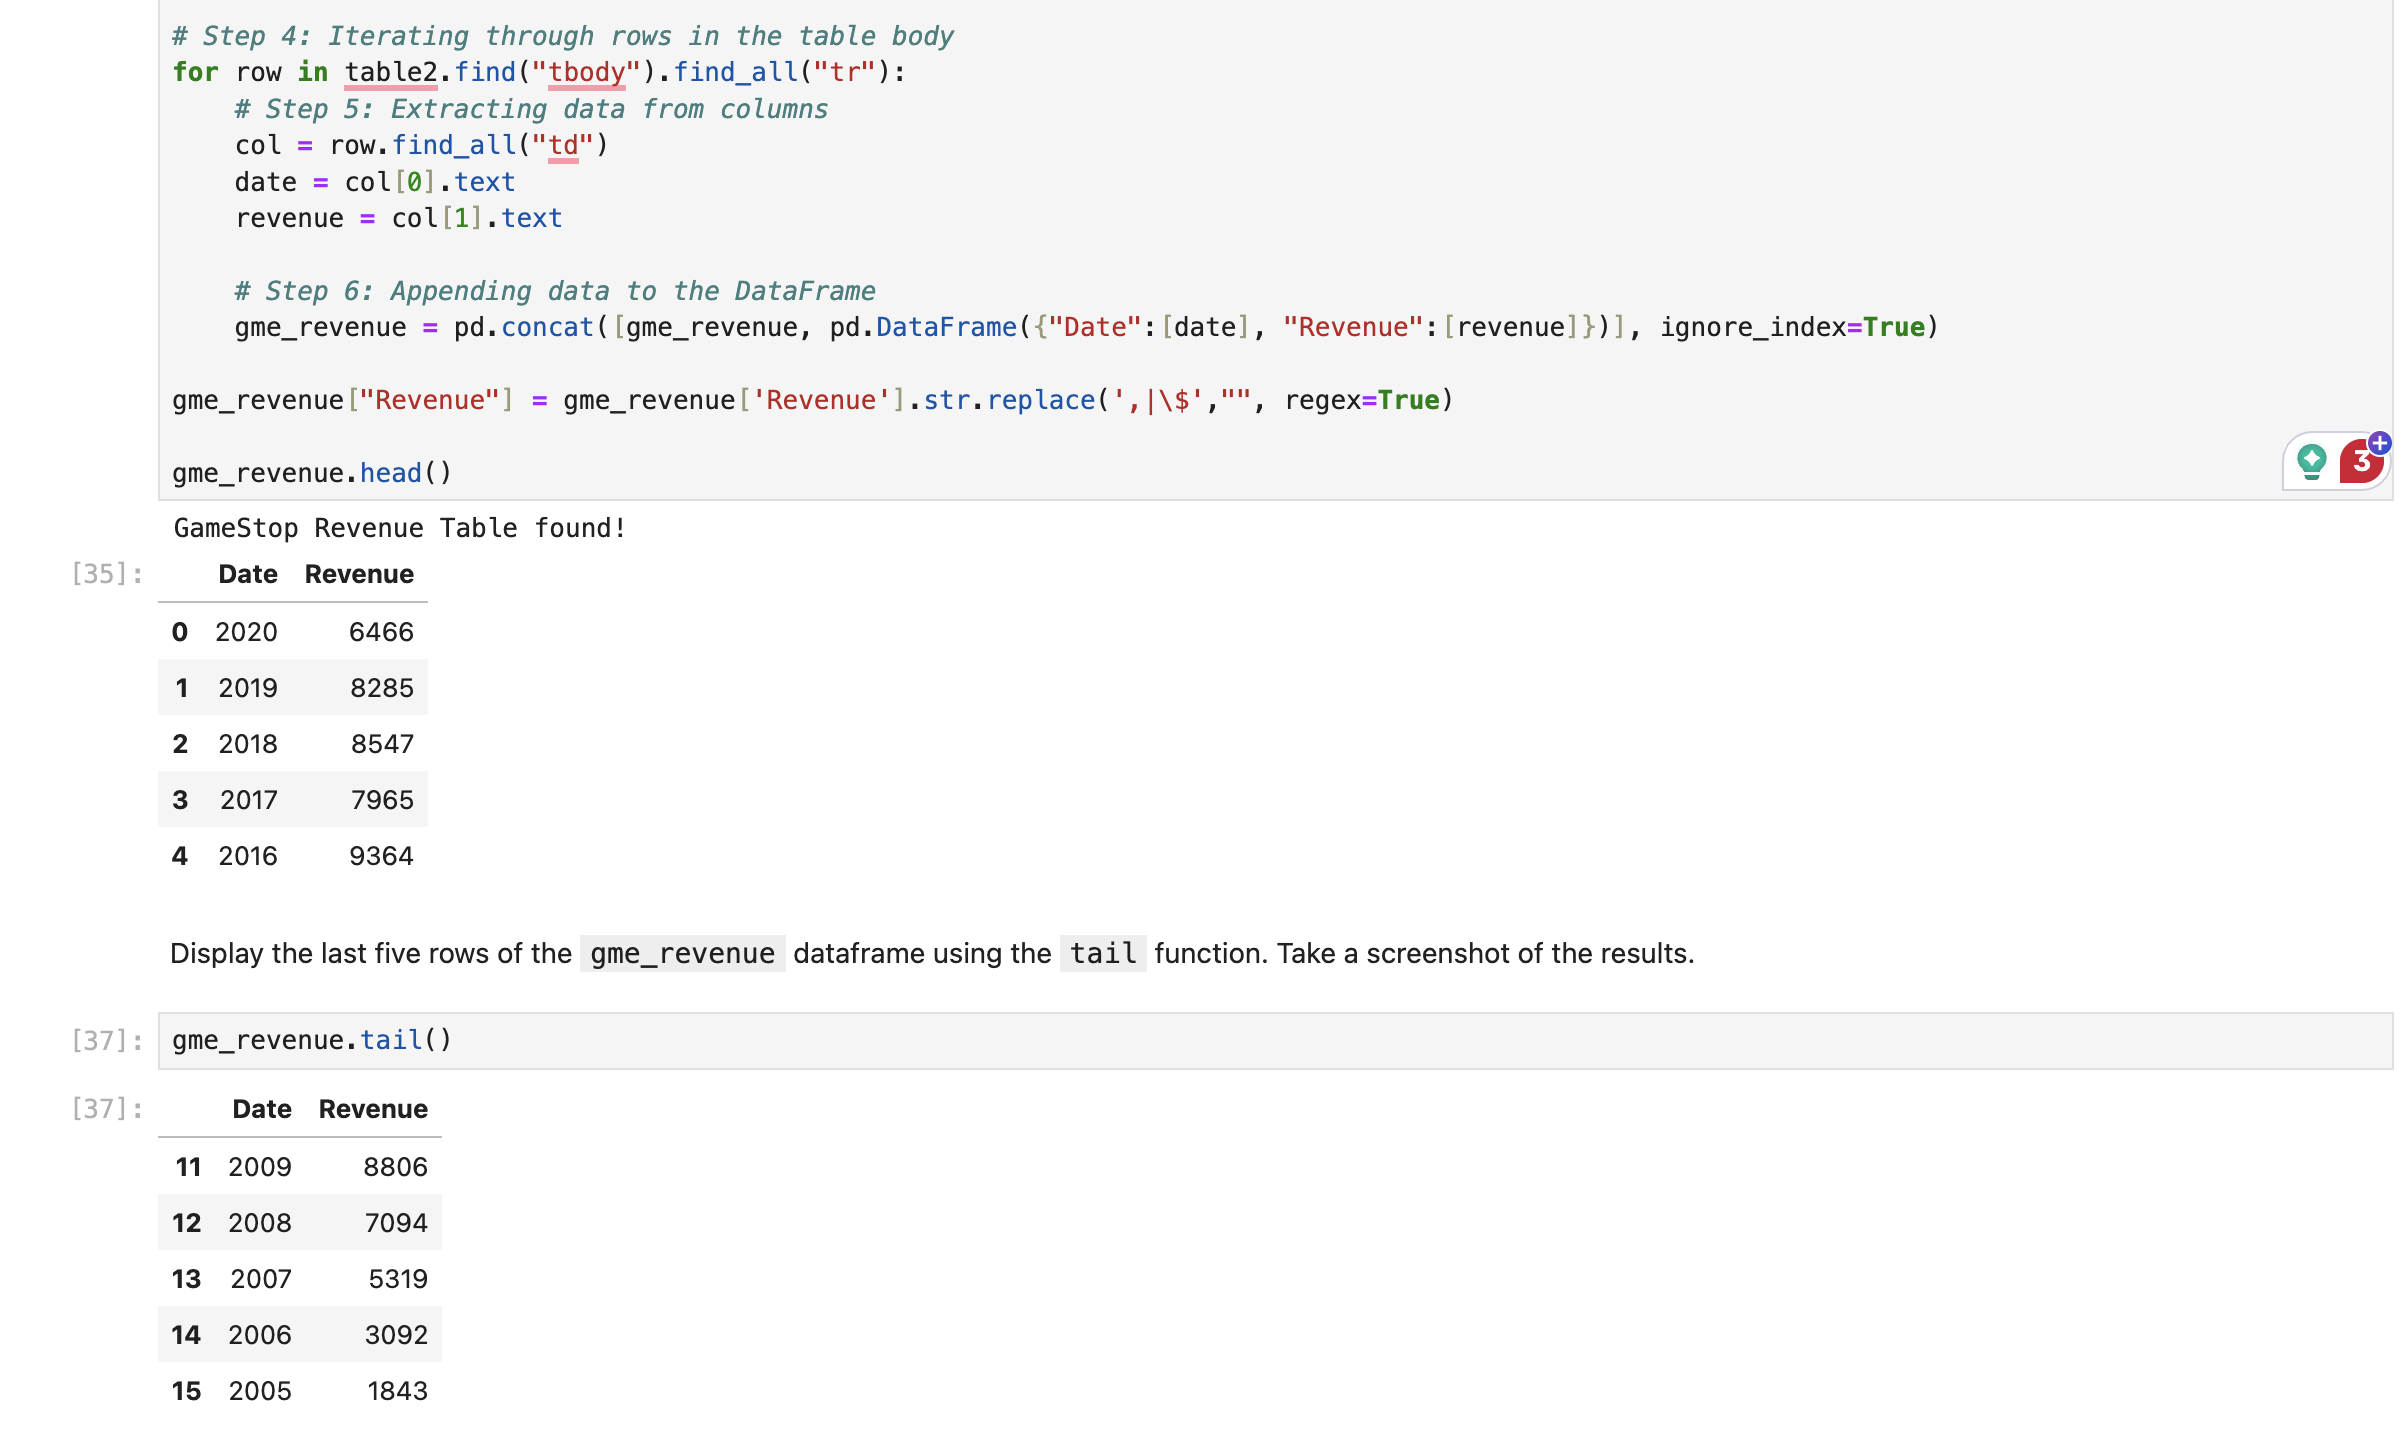 # Step 4: Iterating through rows in the table body
for row in table2.find("tbody").find_all("tr"):
    # Step 5: Extracting data from columns
    col = row.find_all("td")
    date = col[0].text
    revenue = col[1].text
    # Step 6: Appending data to the DataFrame
    gme_revenue = pd.concat([gme_revenue, pd.DataFrame({"Date":[date], "Revenue":[revenue]})], ignore_index=True)
gme_revenue["Revenue"] = gme_revenue['Revenue'].str.replace(',|\$',"", regex=True)
gme_revenue.head()
3
GameStop Revenue Table found!
[35]: Date Revenue
0 2020 6466
1 2019 8285
2 2018 8547
3 2017 7965
4 2016 9364
Display the last five rows of the gme_revenue dataframe using the tail function. Take a screenshot of the results.
[37]: gme_revenue.tail()
[37]: Date Revenue
11 2009 8806
12 2008 7094
13 2007 5319
14 2006 3092
15 2005 1843